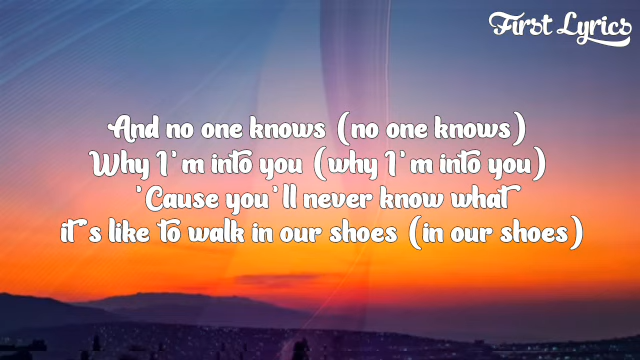 First Lyrics
And no one knows (no one knows)
Why I'm into you (why I'm into you)
'Cause you'll never know what
it's like to walk in our shoes (in our shoes)